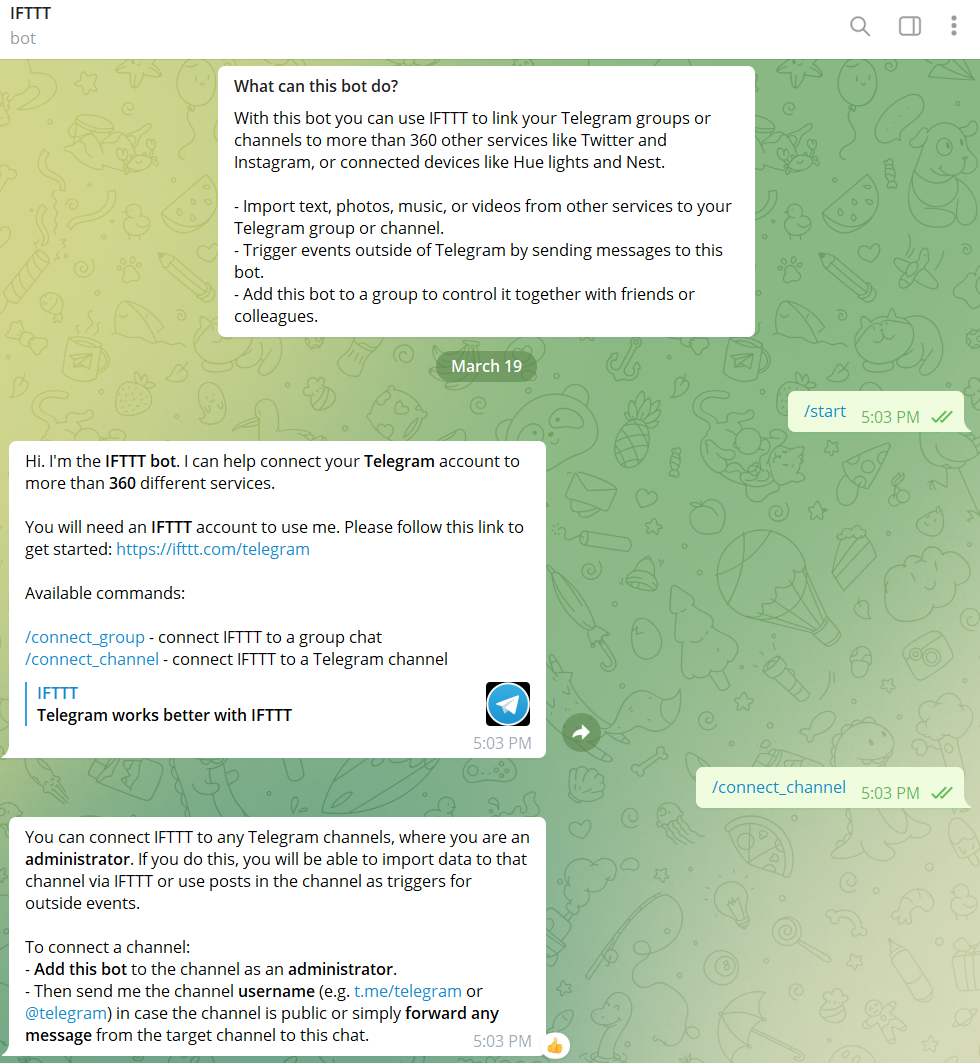 IFTTT
bot
What can this bot do?
With this bot you can use IFTTT to link your Telegram groups or
channels to more than 360 other services like Twitter and
Instagram, or connected devices like Hue lights and Nest.
- Import text, photos, music, or videos from other services to your
Telegram group or channel.
- Trigger events outside of Telegram by sending messages to this
bot.
- Add this bot to a group to control it together with friends or
colleagues.
March 19
/start 5:03 PM
Hi. I'm the IFTTT bot. I can help connect your Telegram account to
more than 360 different services.
You will need an IFTTT account to use me. Please follow this link to
get started: https://ifttt.com/telegram
Available commands:
/connect_group - connect IFTTT to a group chat
/connect_channel - connect IFTTT to a Telegram channel
IFTTT
Telegram works better with IFTTT
5:03 PM
/connect_channel 5:03 PM
You can connect IFTTT to any Telegram channels, where you are an
administrator. If you do this, you will be able to import data to that
channel via IFTTT or use posts in the channel as triggers for
outside events.
To connect a channel:
- Add this bot to the channel as an administrator.
- Then send me the channel username (e.g. t.me/telegram or
@telegram) in case the channel is public or simply forward any
message from the target channel to this chat. 5:03 PM